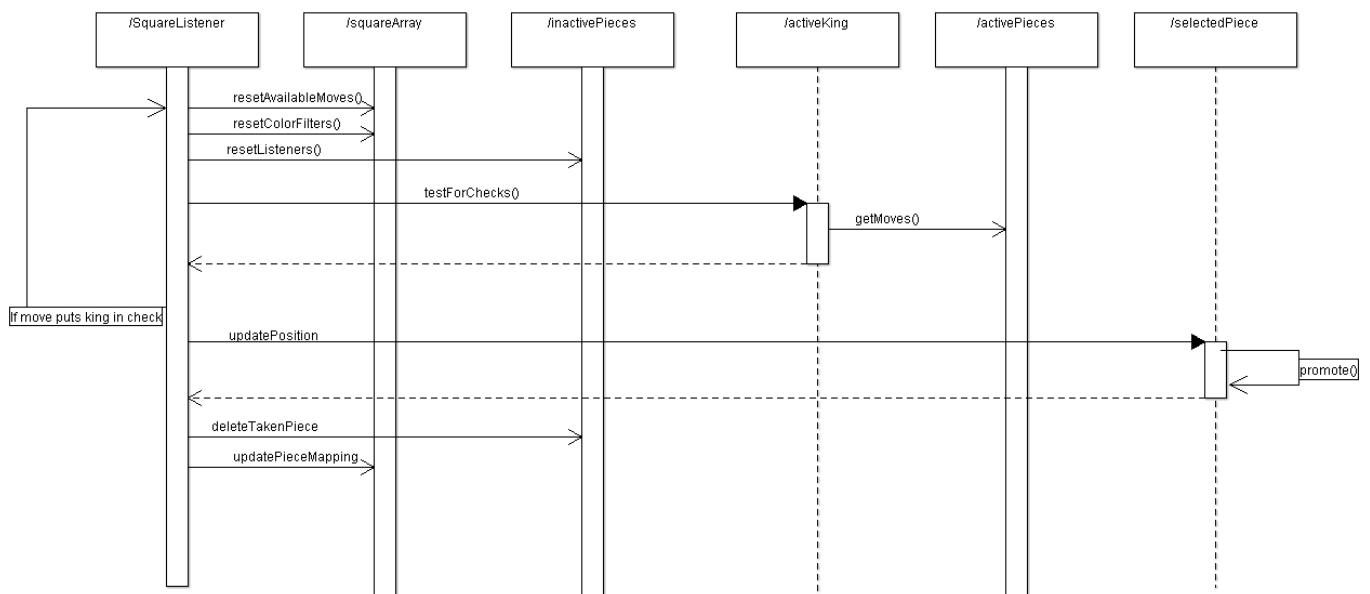 /SquareListener
/squareArray
/inactivePieces
/activeKing
/activePieces
/selectedPiece
resetAvailableMoves()
resetColorFilters()
resetListeners()
testForChecks()
getMoves()
If move puts king in check
updatePosition
promote()
deleteTakenPiece
updatePieceMapping